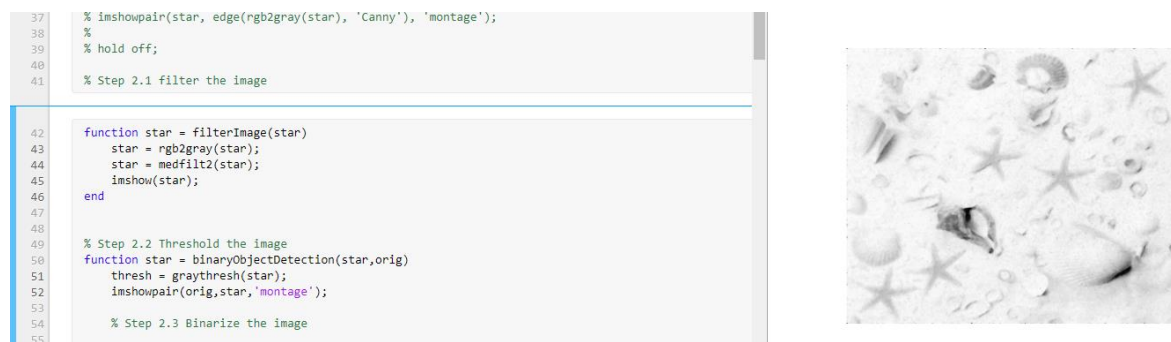 37 % imshowpair(star, edge(rgb2gray(star), 'Canny'), 'montage');
38 %
39 % hold off;
40
41 % Step 2.1 filter the image
42 function star = filterImage(star)
43 star = rgb2gray(star);
44 star = medfilt2(star);
45 imshow(star);
46 end
47
48
49 % Step 2.2 Threshold the image
50 function star = binaryObjectDetection(star,orig)
51 thresh = graythresh(star);
52 imshowpair(orig,star,'montage');
53
54 % Step 2.3 Binarize the image
55